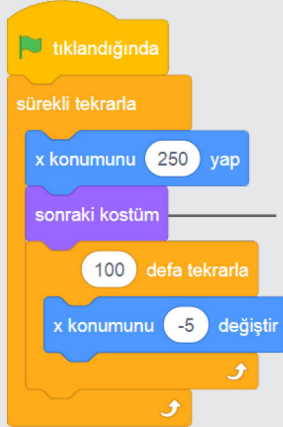 tıklandığında
sürekli tekrarla
x konumunu 250 yap
sonraki kostüm
100 defa tekrarla
x konumunu -5 değiştir